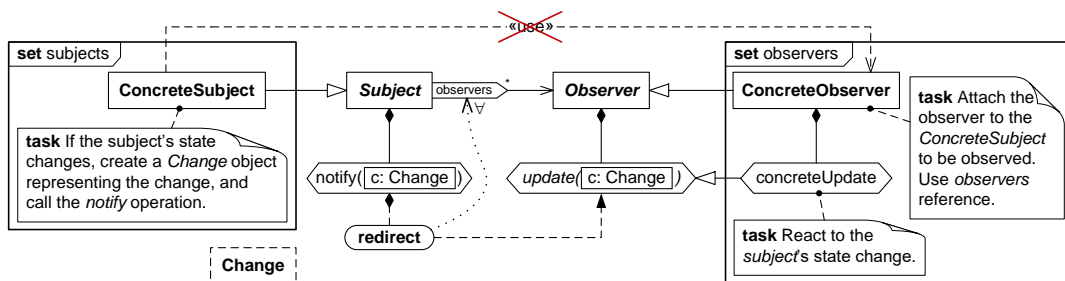 «use»
set subjects
set observers
ConcreteSubject
Subject
observers
*
∀
Observer
ConcreteObserver
task If the subject's state
changes, create a Change object
representing the change, and
call the notify operation.
notify( c: Change )
update( c: Change )
concreteUpdate
task Attach the
observer to the
ConcreteSubject
to be observed.
Use observers
reference.
redirect
task React to the
subject's state change.
Change